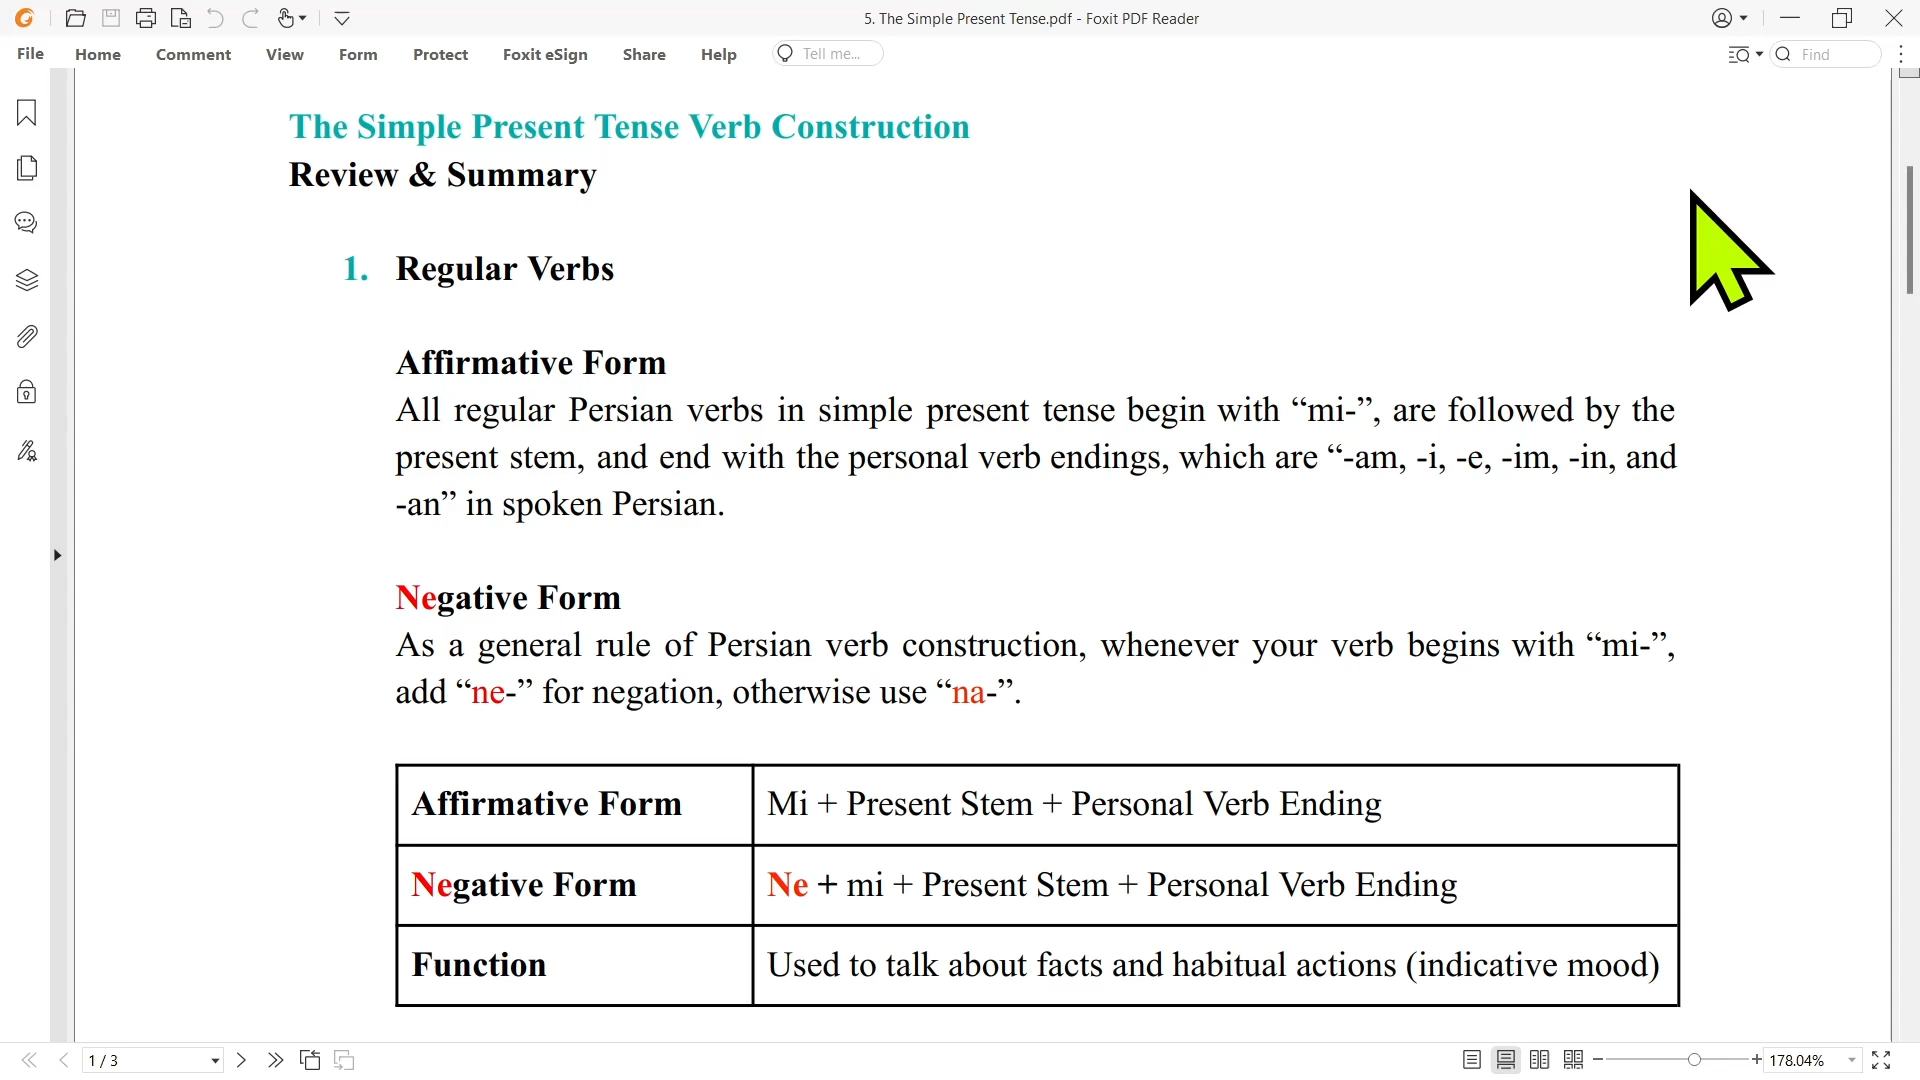 5. The Simple Present Tense.pdf - Foxit PDF Reader
File Home Comment View Form Protect Foxit eSign Share Help Tell me... Find
The Simple Present Tense Verb Construction
Review & Summary
1. Regular Verbs
Affirmative Form
All regular Persian verbs in simple present tense begin with “mi-”, are followed by the
present stem, and end with the personal verb endings, which are “-am, -i, -e, -im, -in, and
-an” in spoken Persian.
Negative Form
As a general rule of Persian verb construction, whenever your verb begins with “mi-”,
add “ne-” for negation, otherwise use “na-”.
Affirmative Form Mi + Present Stem + Personal Verb Ending
Negative Form Ne + mi + Present Stem + Personal Verb Ending
Function Used to talk about facts and habitual actions (indicative mood)
1 / 3 178.04%